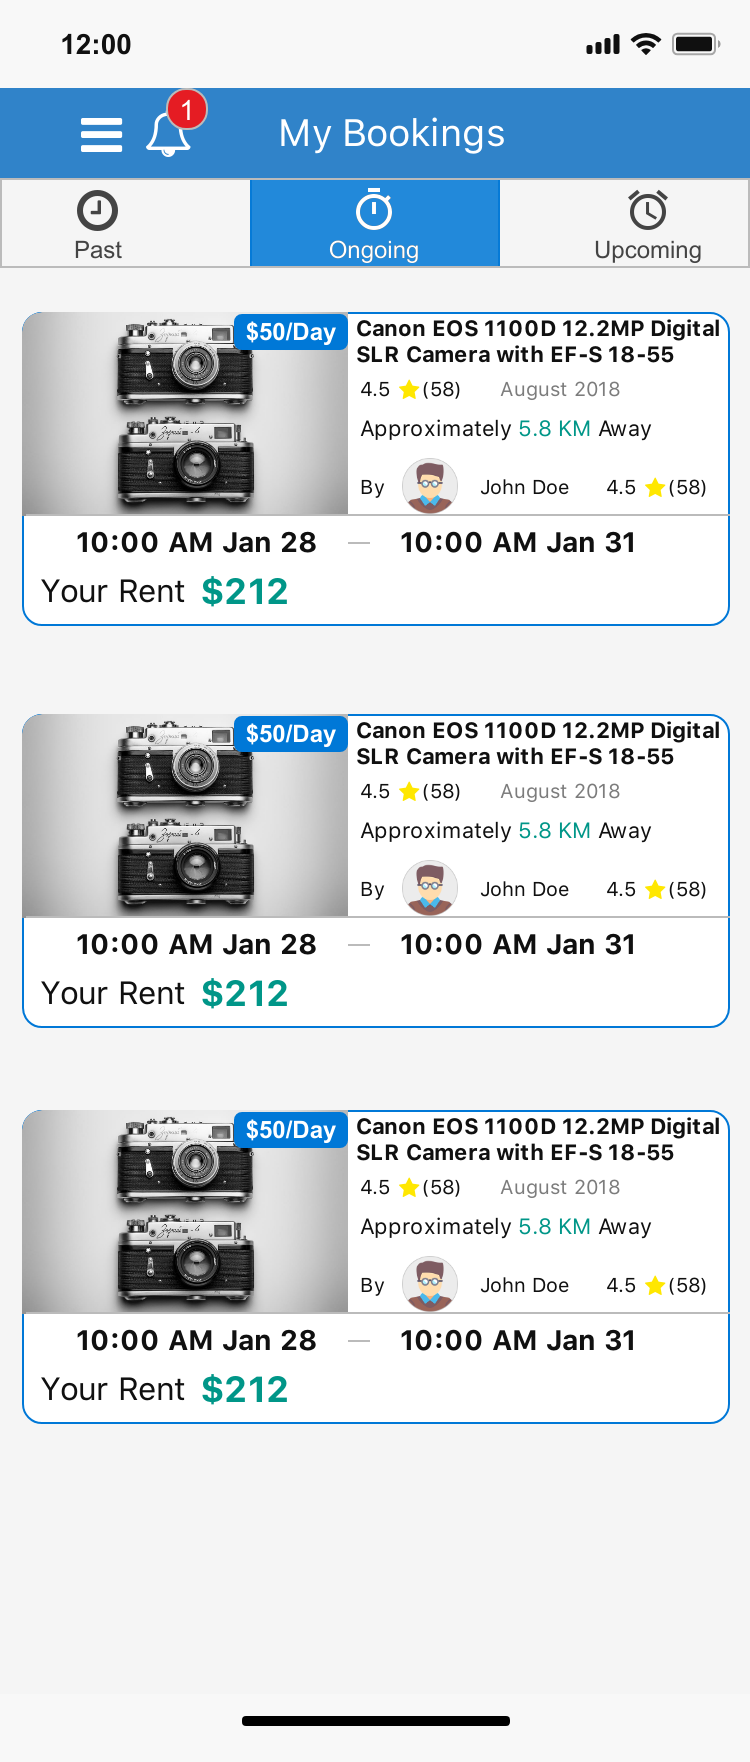 12:00
1
My Bookings
Past
Ongoing
Upcoming
$50/Day
Canon EOS 1100D 12.2MP Digital
SLR Camera with EF-S 18-55
4.5 (58) August 2018
Approximately 5.8 KM Away
By John Doe 4.5 (58)
10:00 AM Jan 28 — 10:00 AM Jan 31
Your Rent $212
$50/Day
Canon EOS 1100D 12.2MP Digital
SLR Camera with EF-S 18-55
4.5 (58) August 2018
Approximately 5.8 KM Away
By John Doe 4.5 (58)
10:00 AM Jan 28 — 10:00 AM Jan 31
Your Rent $212
$50/Day
Canon EOS 1100D 12.2MP Digital
SLR Camera with EF-S 18-55
4.5 (58) August 2018
Approximately 5.8 KM Away
By John Doe 4.5 (58)
10:00 AM Jan 28 — 10:00 AM Jan 31
Your Rent $212